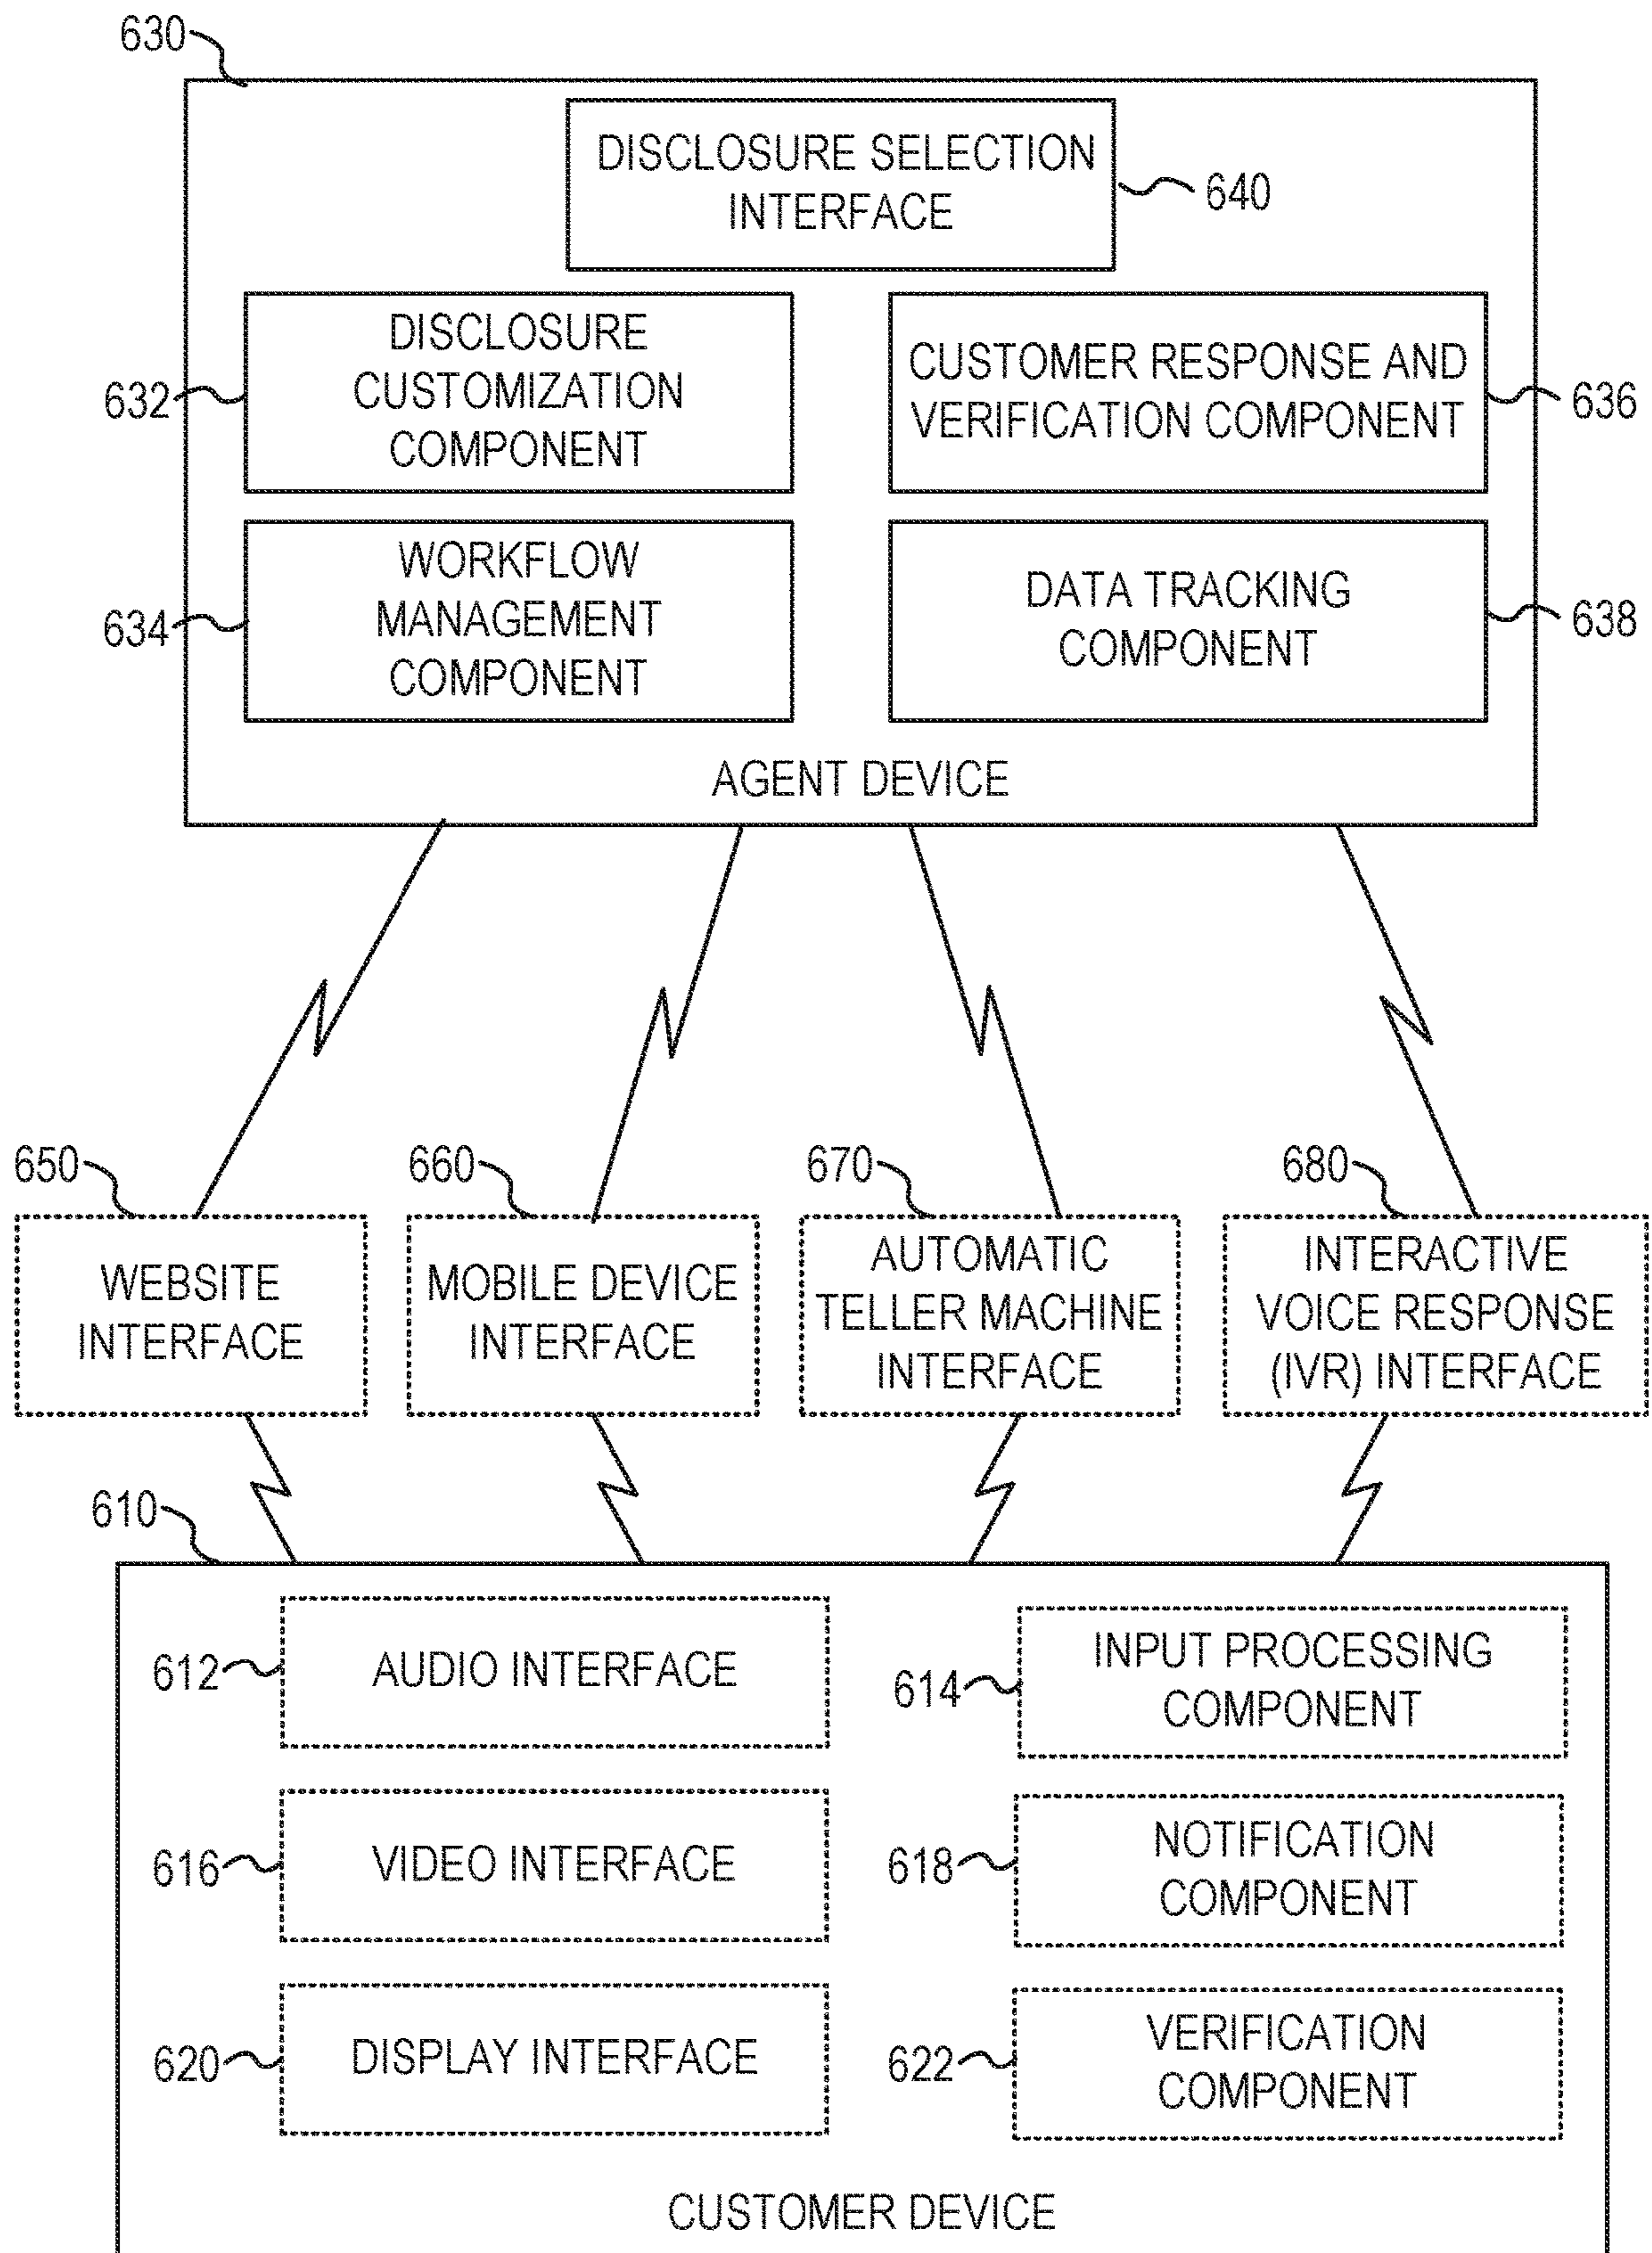 630
DISCLOSURE SELECTION
INTERFACE
640
DISCLOSURE
CUSTOMIZATION
COMPONENT
632
CUSTOMER RESPONSE AND
VERIFICATION COMPONENT
636
WORKFLOW
MANAGEMENT
COMPONENT
634
DATA TRACKING
COMPONENT
638
AGENT DEVICE
650
660
670
680
WEBSITE
INTERFACE
MOBILE DEVICE
INTERFACE
AUTOMATIC
TELLER MACHINE
INTERFACE
INTERACTIVE
VOICE RESPONSE
(IVR) INTERFACE
610
612
AUDIO INTERFACE
614
INPUT PROCESSING
COMPONENT
616
VIDEO INTERFACE
618
NOTIFICATION
COMPONENT
620
DISPLAY INTERFACE
622
VERIFICATION
COMPONENT
CUSTOMER DEVICE